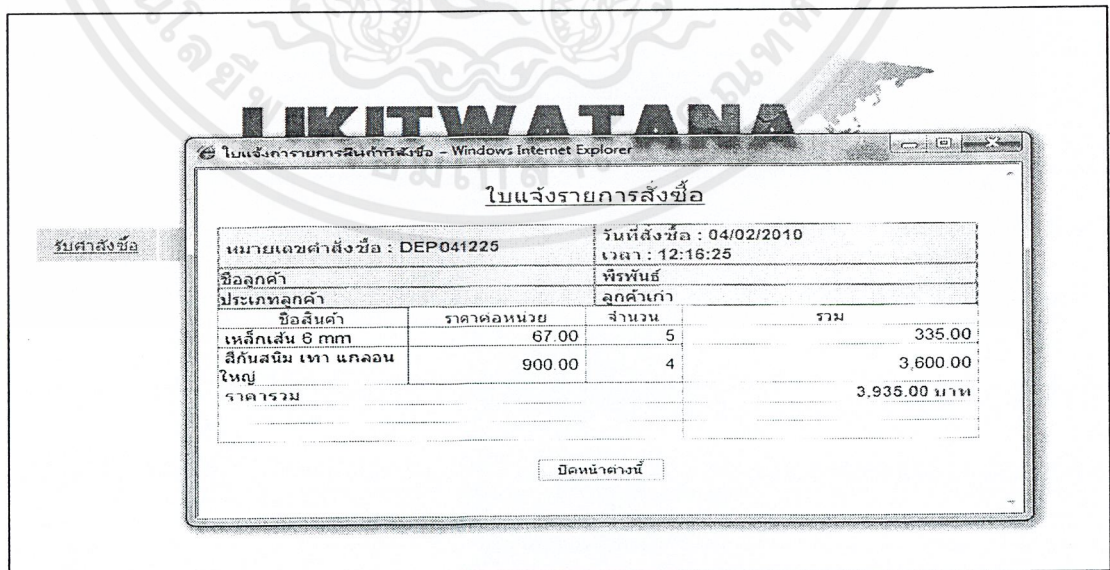 LIKITWATANA
ใบแจ้งการายการสินค้าที่สั่งซื้อ - Windows Internet Explorer
ใบแจ้งรายการสั่งซื้อ
รับคำสั่งซื้อ
หมายเลขคำสั่งซื้อ : DEP041225
วันที่สั่งซื้อ : 04/02/2010
เวลา : 12:16:25
ชื่อลูกค้า พีรพันธ์
ประเภทลูกค้า ลูกค้าเก่า
ชื่อสินค้า ราคาต่อหน่วย จำนวน รวม
เหล็กเส้น 6 mm 67.00 5 335.00
สีกันสนิม เทา แกลอน
ใหญ่ 900.00 4 3,600.00
ราคารวม 3,935.00 บาท
ปิดหน้าต่างนี้